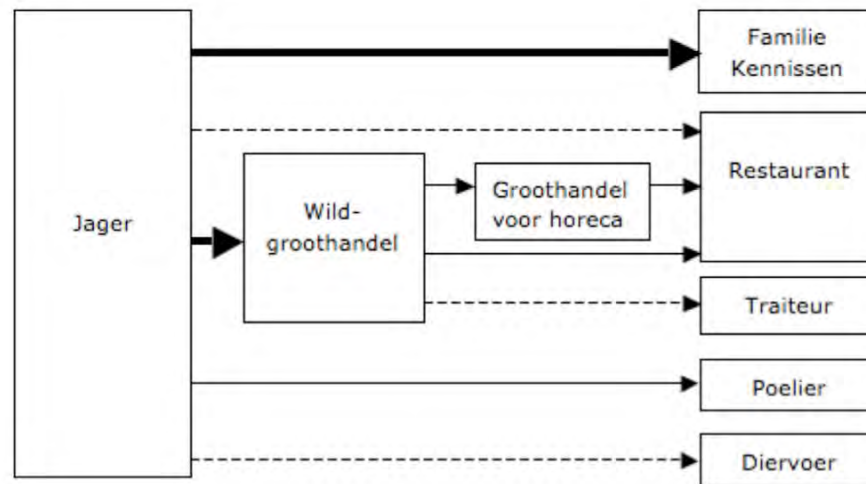 Familie
Kennissen
Restaurant
Jager
Wild-
groothandel
Groothandel
voor horeca
Traiteur
Poelier
Diervoer